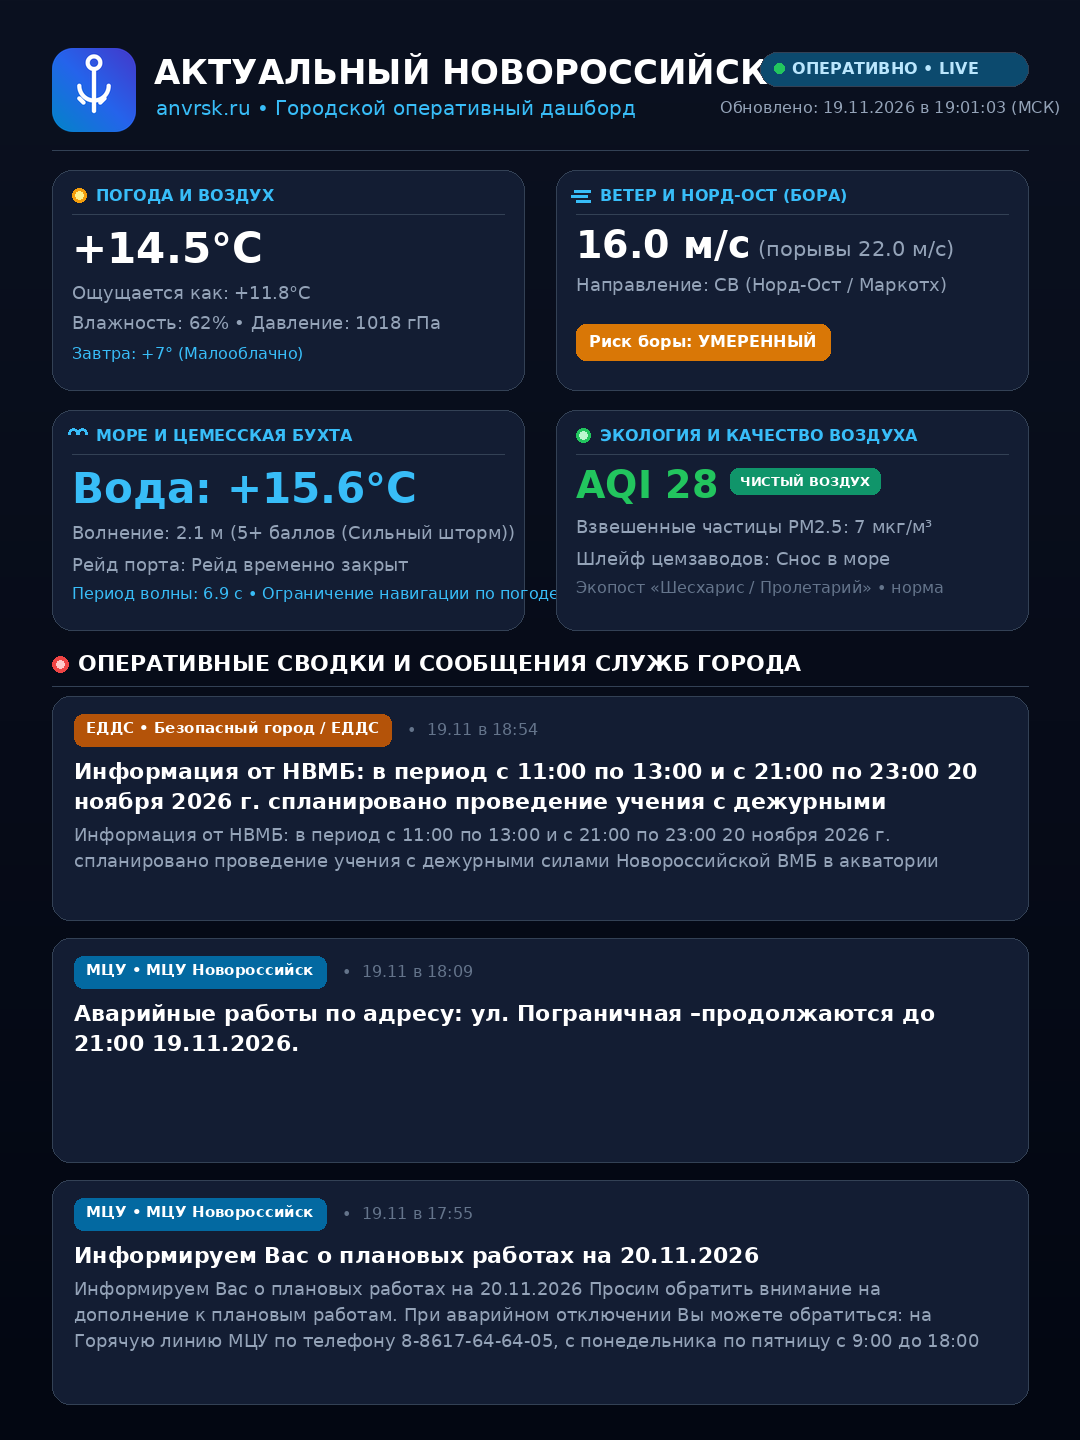 АКТУАЛЬНЫЙ НОВОРОССИЙСК
ОПЕРАТИВНО • LIVE
anvrsk.ru • Городской оперативный дашборд
Обновлено: 19.11.2026 в 19:01:03 (МСК)
ПОГОДА И ВОЗДУХ
+14.5°C
Ощущается как: +11.8°C
Влажность: 62% • Давление: 1018 гПа
Завтра: +7° (Малооблачно)
ВЕТЕР И НОРД-ОСТ (БОРА)
16.0 м/с (порывы 22.0 м/с)
Направление: СВ (Норд-Ост / Маркотх)
Риск боры: УМЕРЕННЫЙ
МОРЕ И ЦЕМЕССКАЯ БУХТА
Вода: +15.6°C
Волнение: 2.1 м (5+ баллов (Сильный шторм))
Рейд порта: Рейд временно закрыт
Период волны: 6.9 с • Ограничение навигации по погоде
ЭКОЛОГИЯ И КАЧЕСТВО ВОЗДУХА
AQI 28 ЧИСТЫЙ ВОЗДУХ
Взвешенные частицы PM2.5: 7 мкг/м³
Шлейф цемзаводов: Снос в море
Экопост «Шесхарис / Пролетарий» • норма
ОПЕРАТИВНЫЕ СВОДКИ И СООБЩЕНИЯ СЛУЖБ ГОРОДА
ЕДДС • Безопасный город / ЕДДС • 19.11 в 18:54
Информация от НВМБ: в период с 11:00 по 13:00 и с 21:00 по 23:00 20
ноября 2026 г. спланировано проведение учения с дежурными
Информация от НВМБ: в период с 11:00 по 13:00 и с 21:00 по 23:00 20 ноября 2026 г.
спланировано проведение учения с дежурными силами Новороссийской ВМБ в акватории
МЦУ • МЦУ Новороссийск • 19.11 в 18:09
Аварийные работы по адресу: ул. Пограничная –продолжаются до
21:00 19.11.2026.
МЦУ • МЦУ Новороссийск • 19.11 в 17:55
Информируем Вас о плановых работах на 20.11.2026
Информируем Вас о плановых работах на 20.11.2026 Просим обратить внимание на
дополнение к плановым работам. При аварийном отключении Вы можете обратиться: на
Горячую линию МЦУ по телефону 8-8617-64-64-05, с понедельника по пятницу с 9:00 до 18:00